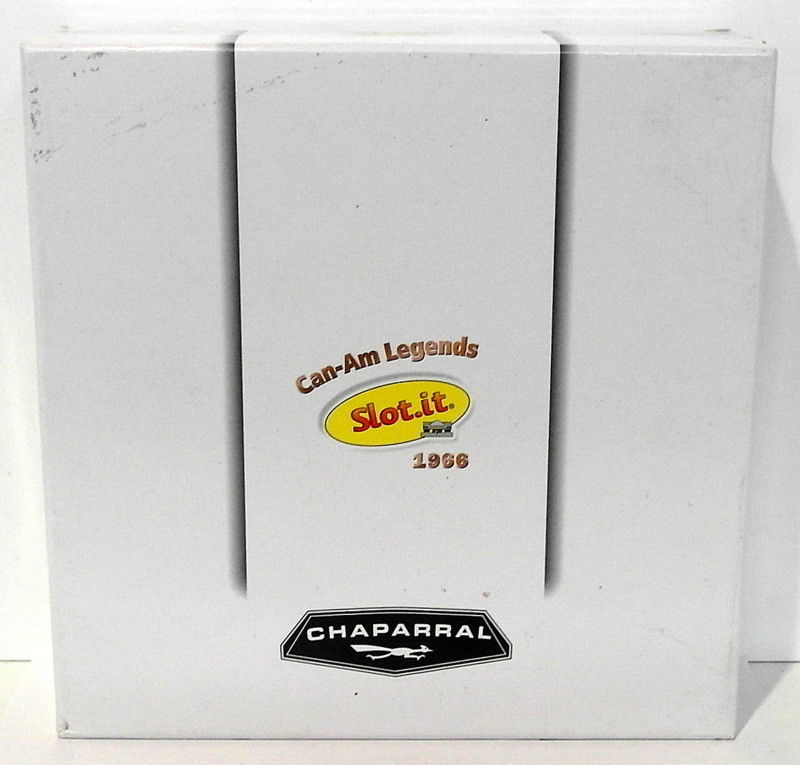 Can-Am Legends
Slot.it®
1966
CHAPARRAL